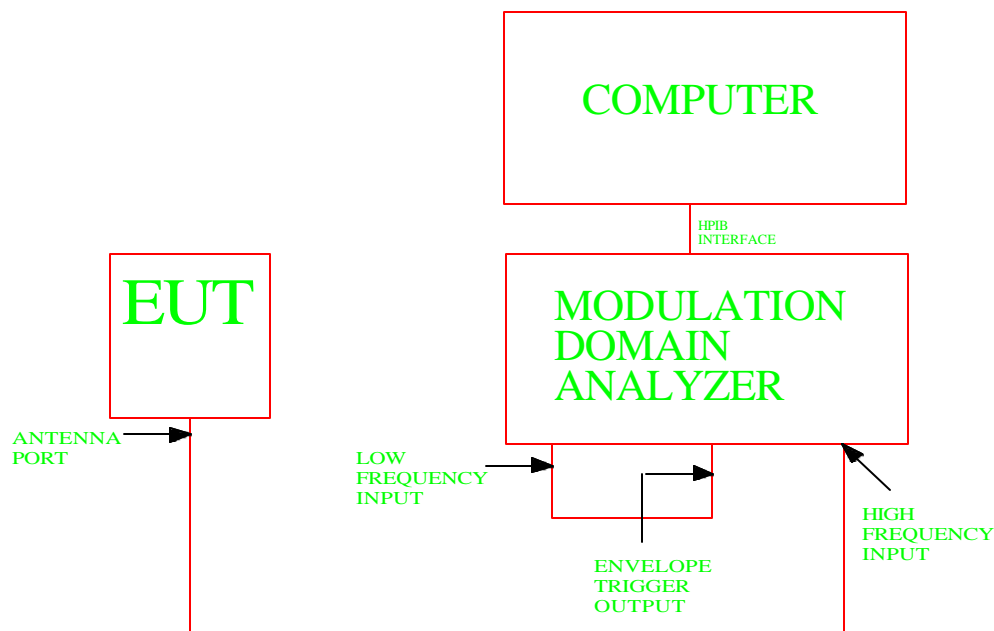 COMPUTER
HPIB
INTERFACE
EUT
MODULATION
DOMAIN
ANALYZER
ANTENNA
PORT
LOW
FREQUENCY
INPUT
ENVELOPE
TRIGGER
OUTPUT
HIGH
FREQUENCY
INPUT